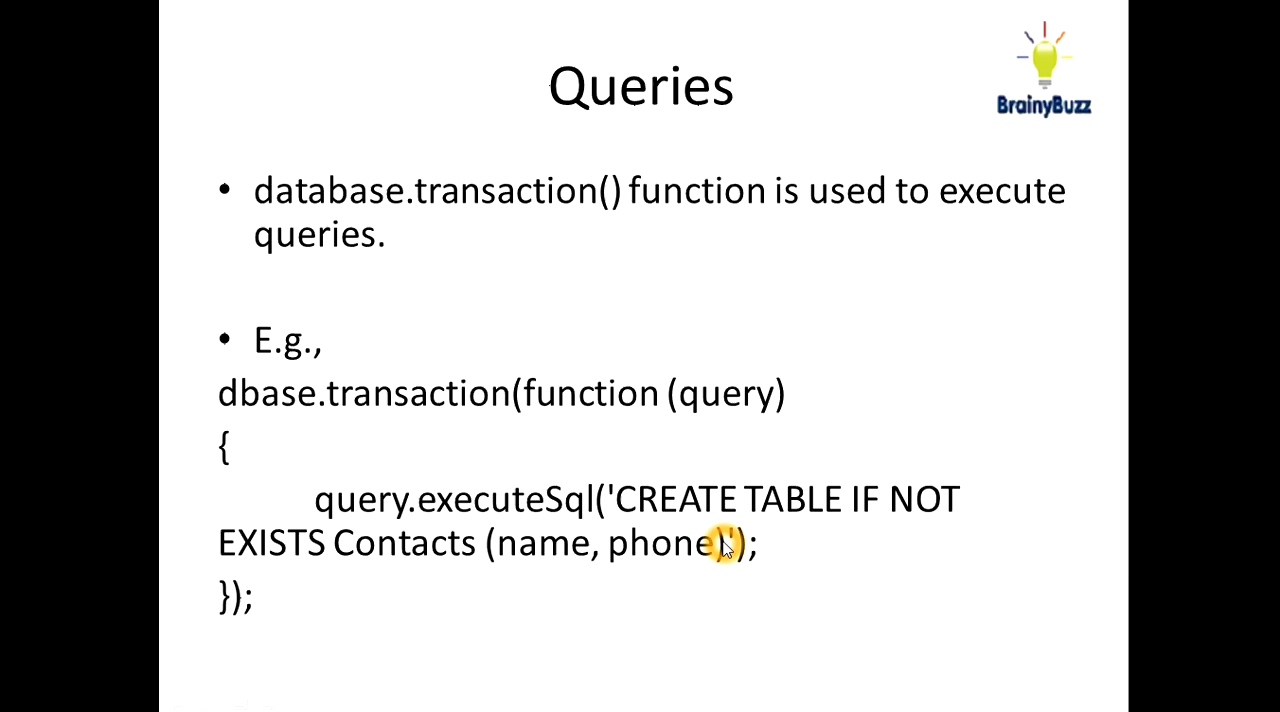 Queries
BrainyBuzz
• database.transaction() function is used to execute
queries.
• E.g.,
dbase.transaction(function (query)
{
query.executeSql('CREATE TABLE IF NOT
EXISTS Contacts (name, phone)');
});